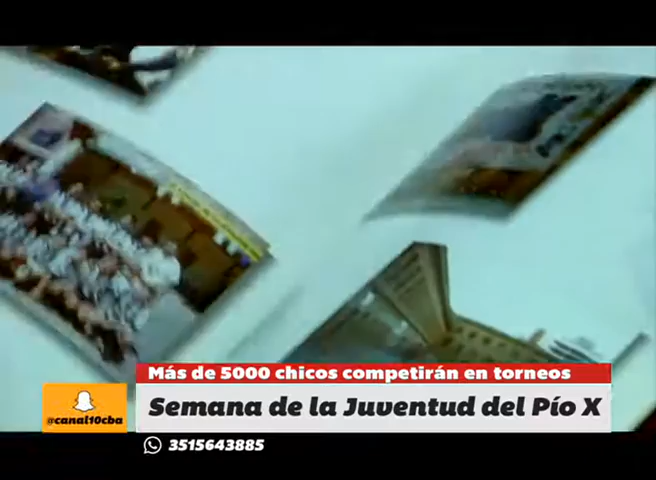 Más de 5000 chicos competirán en torneos
Semana de la Juventud del Pío X
@canal10cba
3515643885